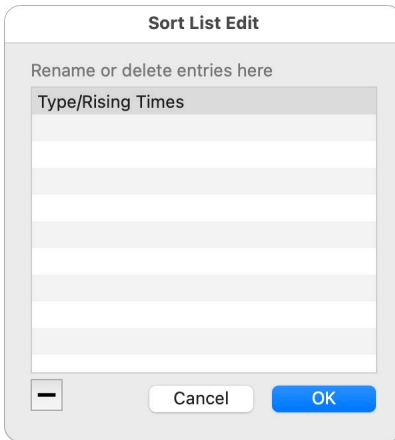 Sort List Edit
Rename or delete entries here
Type/Rising Times
Cancel OK